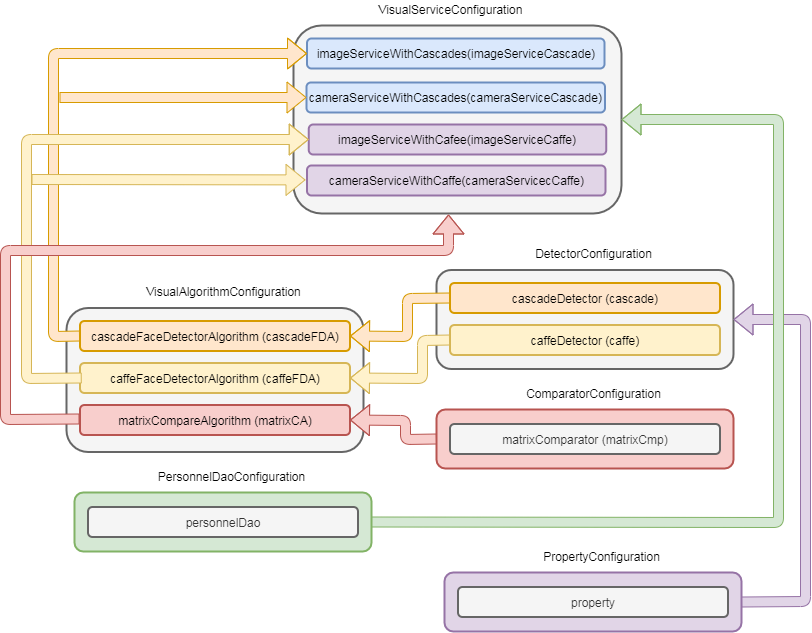 VisualServiceConfiguration
imageServiceWithCascades(imageServiceCascade)
cameraServiceWithCascades(cameraServiceCascade)
imageServiceWithCafee(imageServiceCaffe)
cameraServiceWithCaffe(cameraServicecCaffe)
DetectorConfiguration
cascadeDetector (cascade)
caffeDetector (caffe)
VisualAlgorithmConfiguration
cascadeFaceDetectorAlgorithm (cascadeFDA)
caffeFaceDetectorAlgorithm (caffeFDA)
matrixCompareAlgorithm (matrixCA)
ComparatorConfiguration
matrixComparator (matrixCmp)
PersonnelDaoConfiguration
personnelDao
PropertyConfiguration
property